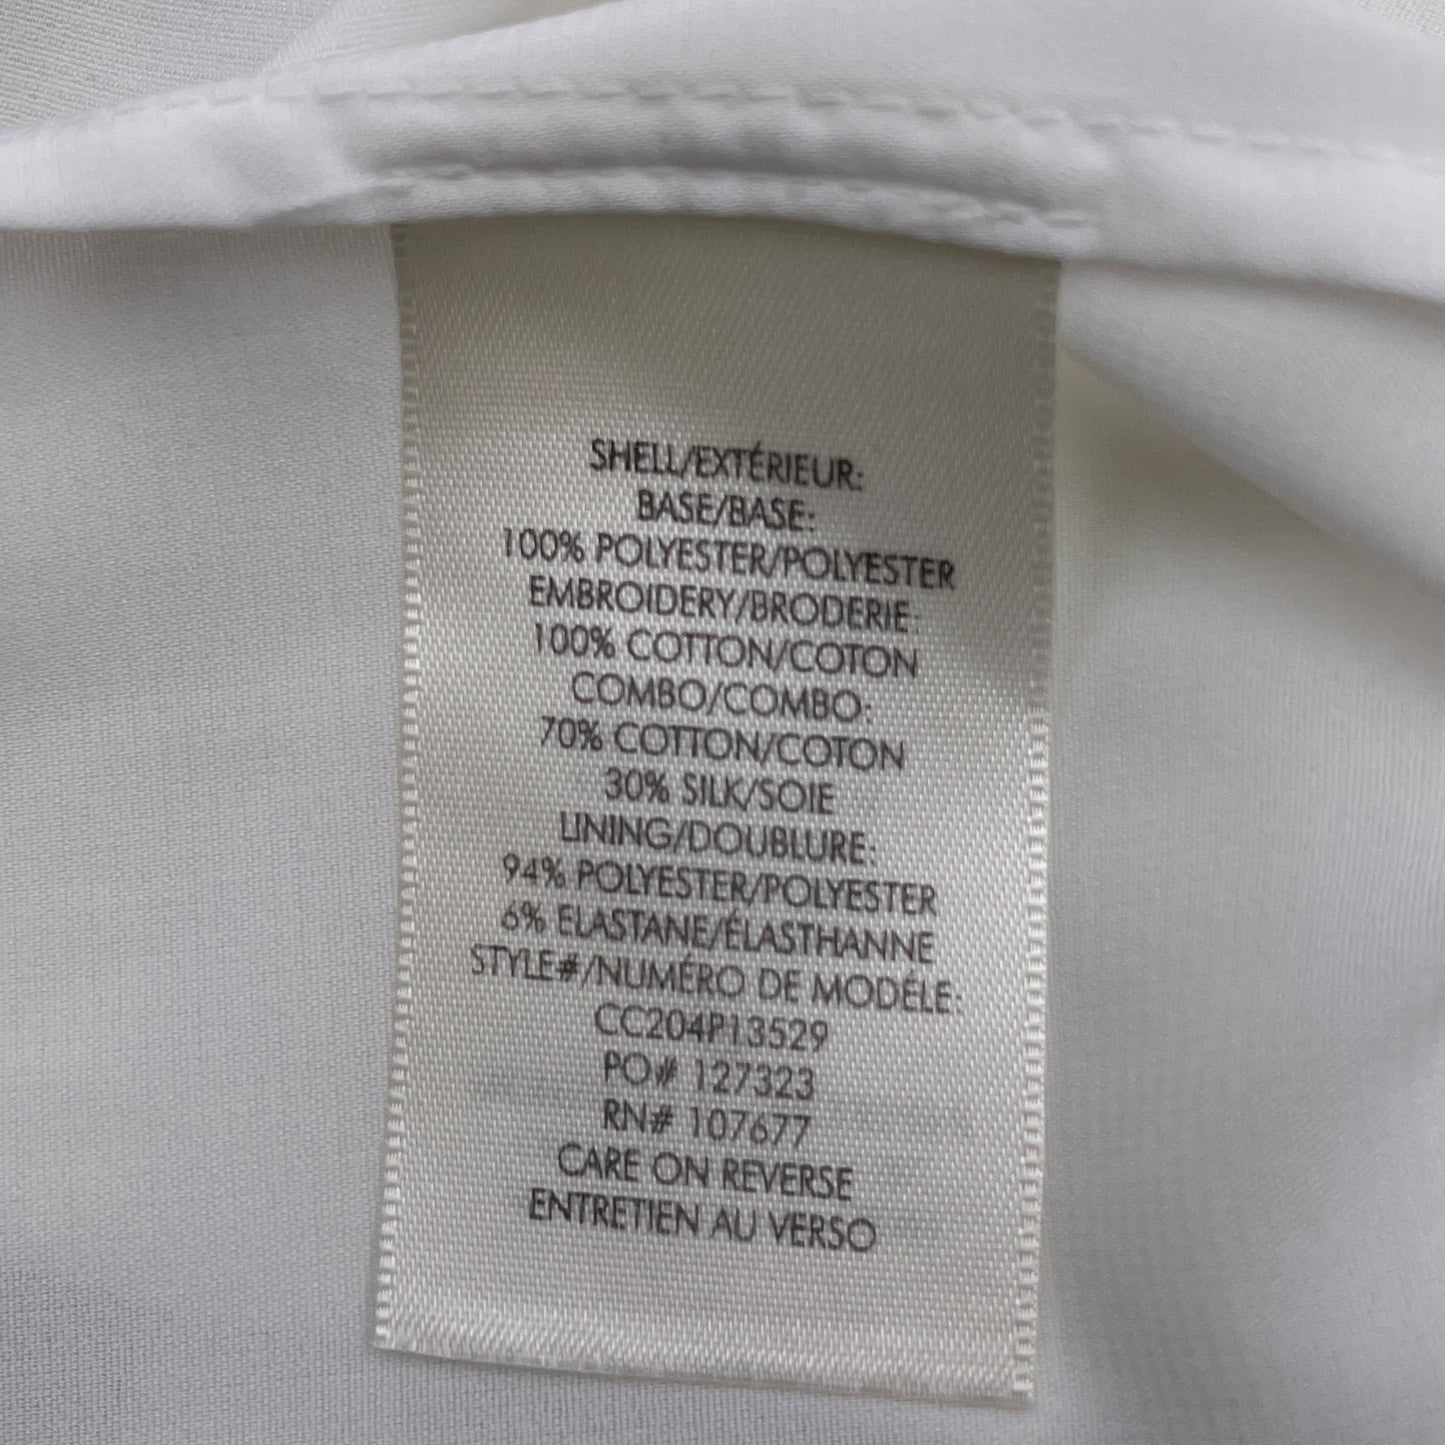 SHELL/EXTÉRIEUR:
BASE/BASE:
100% POLYESTER/POLYESTER
EMBROIDERY/BRODERIE:
100% COTTON/COTON
COMBO/COMBO:
70% COTTON/COTON
30% SILK/SOIE
LINING/DOUBLURE:
94% POLYESTER/POLYESTER
6% ELASTANE/ÉLASTHANNE
STYLE#/NUMÉRO DE MODÉLE:
CC204P13529
PO# 127323
RN# 107677
CARE ON REVERSE
ENTRETIEN AU VERSO